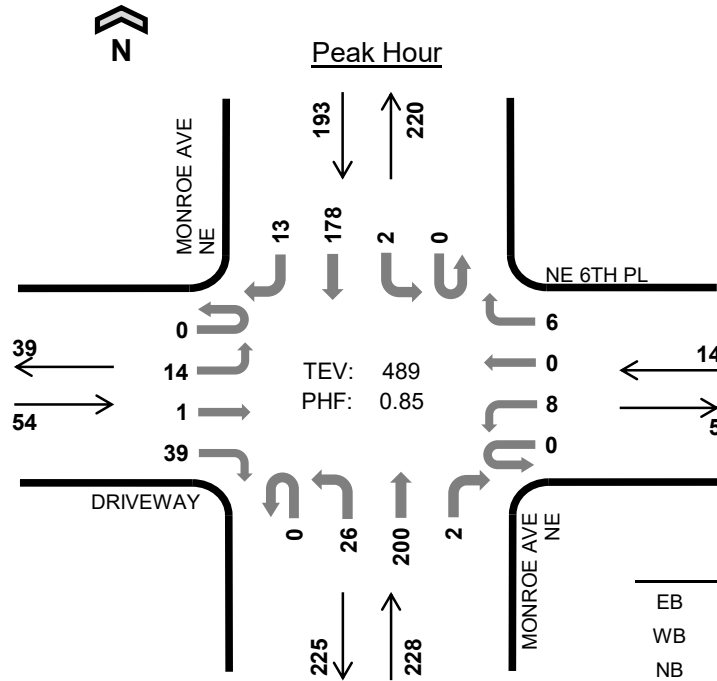 N
Peak Hour
193
220
MONROE AVE
NE
13
178
2
0
NE 6TH PL
0
6
39
14
TEV: 489
0
14
54
1
PHF: 0.85
8
5
39
0
DRIVEWAY
0
26
200
2
MONROE AVE
NE
225
228
EB
WB
NB